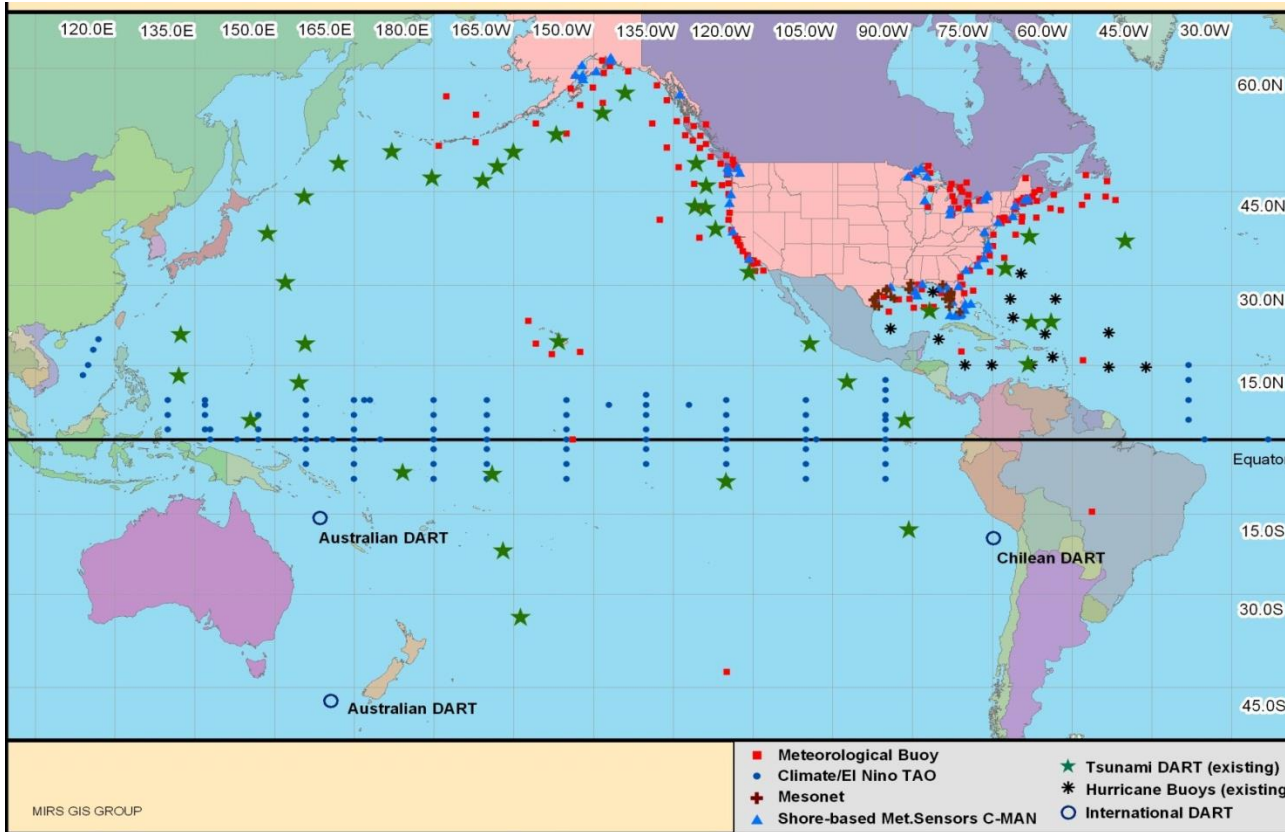 120.0E 135.0E 150.0E 165.0E 180.0E 165.0W 150.0W 135.0W 120.0W 105.0W 90.0W 75.0W 60.0W 45.0W 30.0W
60.0N
45.0N
30.0N
15.0N
Equator
15.0S
Australian DART
Chilean DART
30.0S
45.0S
Australian DART
Meteorological Buoy
Climate/El Nino TAO
Mesonet
Shore-based Met.Sensors C-MAN
Tsunami DART (existing)
Hurricane Buoys (existing
International DART
MIRS GIS GROUP